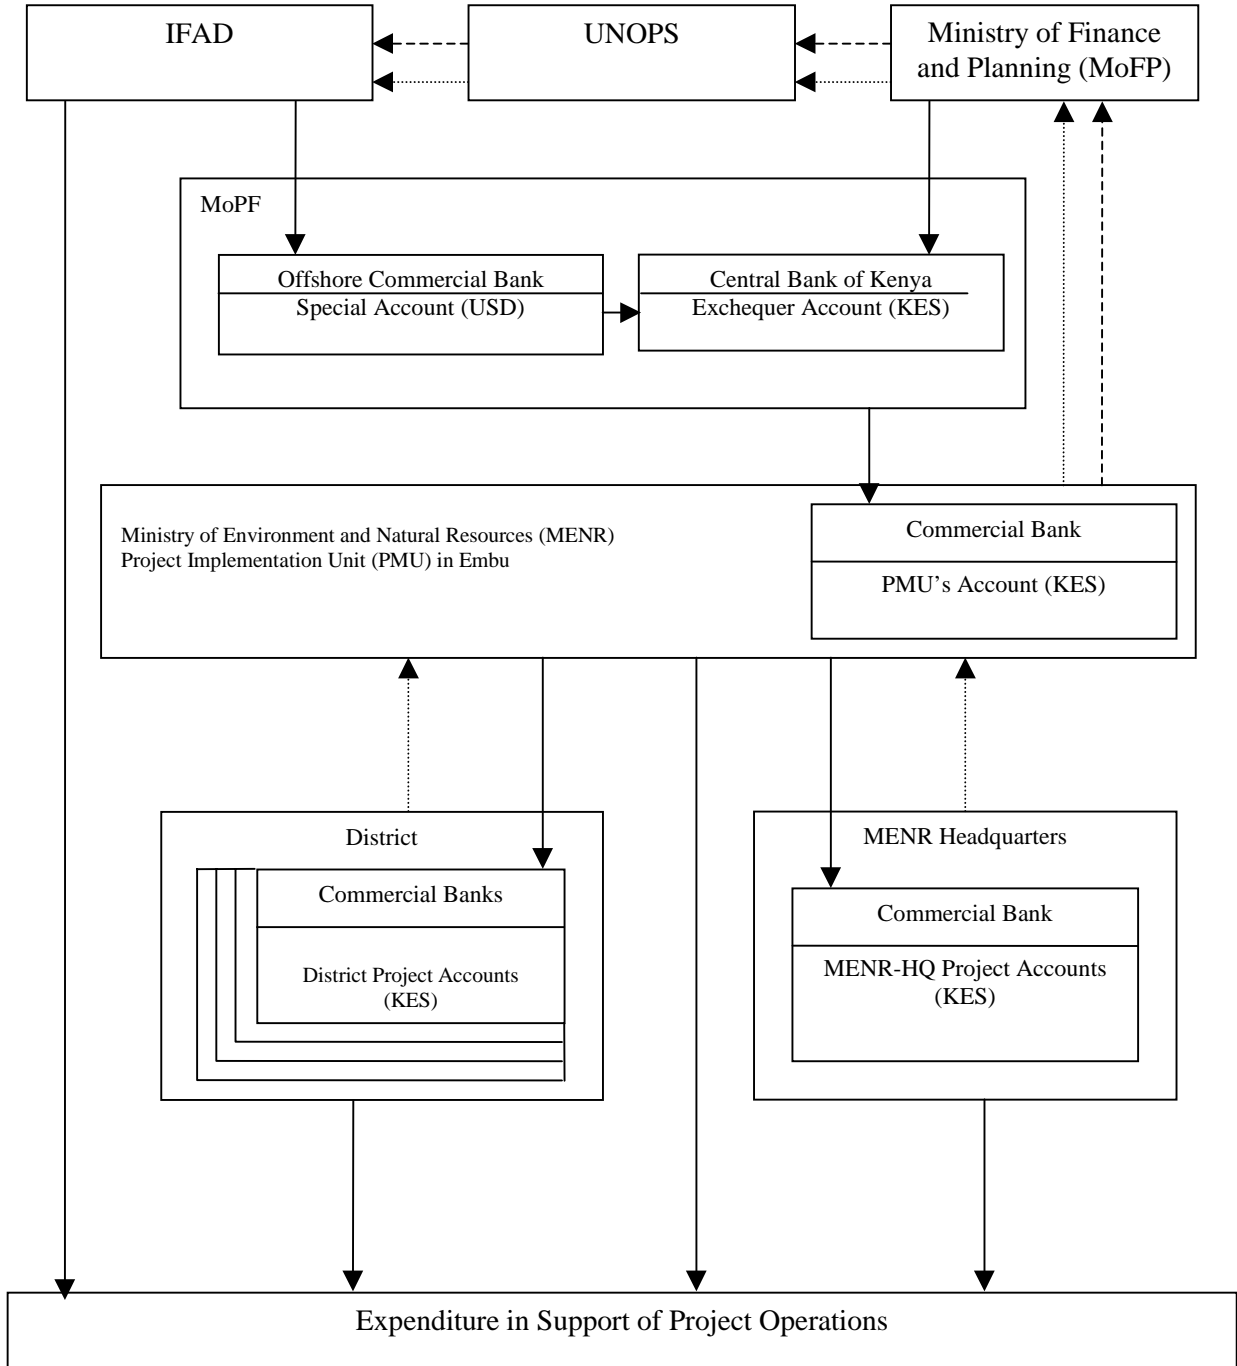 IFAD
UNOPS
Ministry of Finance
and Planning (MoFP)
MoPF
Offshore Commercial Bank
Special Account (USD)
Central Bank of Kenya
Exchequer Account (KES)
Ministry of Environment and Natural Resources (MENR)
Project Implementation Unit (PMU) in Embu
Commercial Bank
PMU’s Account (KES)
District
Commercial Banks
District Project Accounts
(KES)
MENR Headquarters
Commercial Bank
MENR-HQ Project Accounts
(KES)
Expenditure in Support of Project Operations